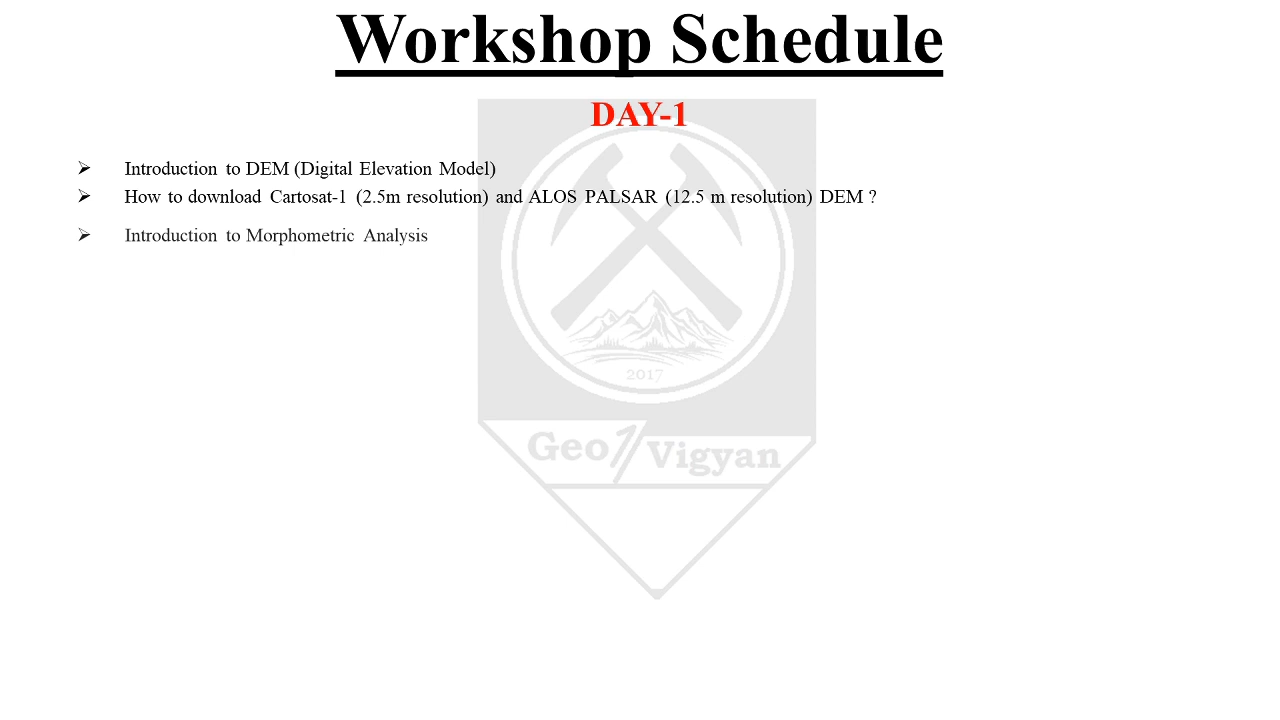 Workshop Schedule
DAY-1
➢ Introduction to DEM (Digital Elevation Model)
➢ How to download Cartosat-1 (2.5m resolution) and ALOS PALSAR (12.5 m resolution) DEM ?
➢ Introduction to Morphometric Analysis
2017
Geo Vigyan